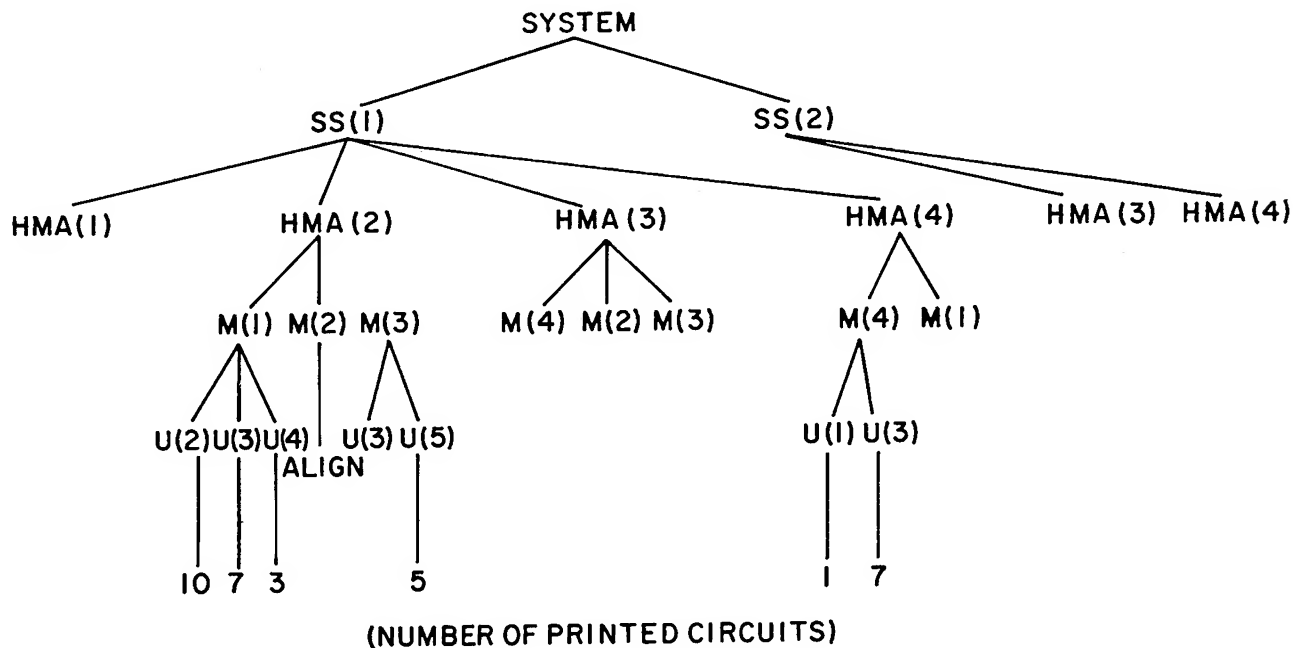 SYSTEM
SS(1) SS(2)
HMA(1) HMA(2) HMA(3) HMA(4) HMA(3) HMA(4)
M(1) M(2) M(3) M(4) M(2) M(3) M(4) M(1)
U(2) U(3) U(4) U(3) U(5) U(1) U(3)
ALIGN
10 7 3 5 1 7
(NUMBER OF PRINTED CIRCUITS)